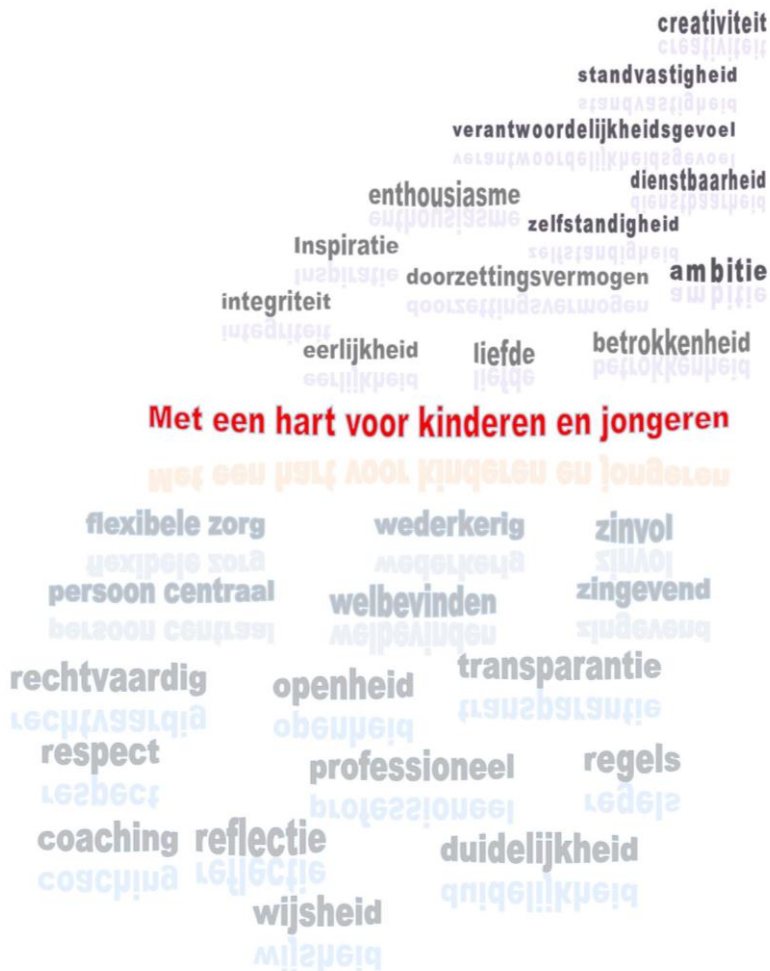 creativiteit
standvastigheid
verantwoordelijkheidsgevoel
dienstbaarheid
enthousiasme
zelfstandigheid
Inspiratie
doorzettingsvermogen
ambitie
integriteit
eerlijkheid
liefde
betrokkenheid
Met een hart voor kinderen en jongeren
flexibele zorg
wederkerig
zinvol
persoon centraal
welbevinden
zingevend
rechtvaardig
openheid
transparantie
respect
professioneel
regels
coaching
reflectie
duidelijkheid
wijsheid